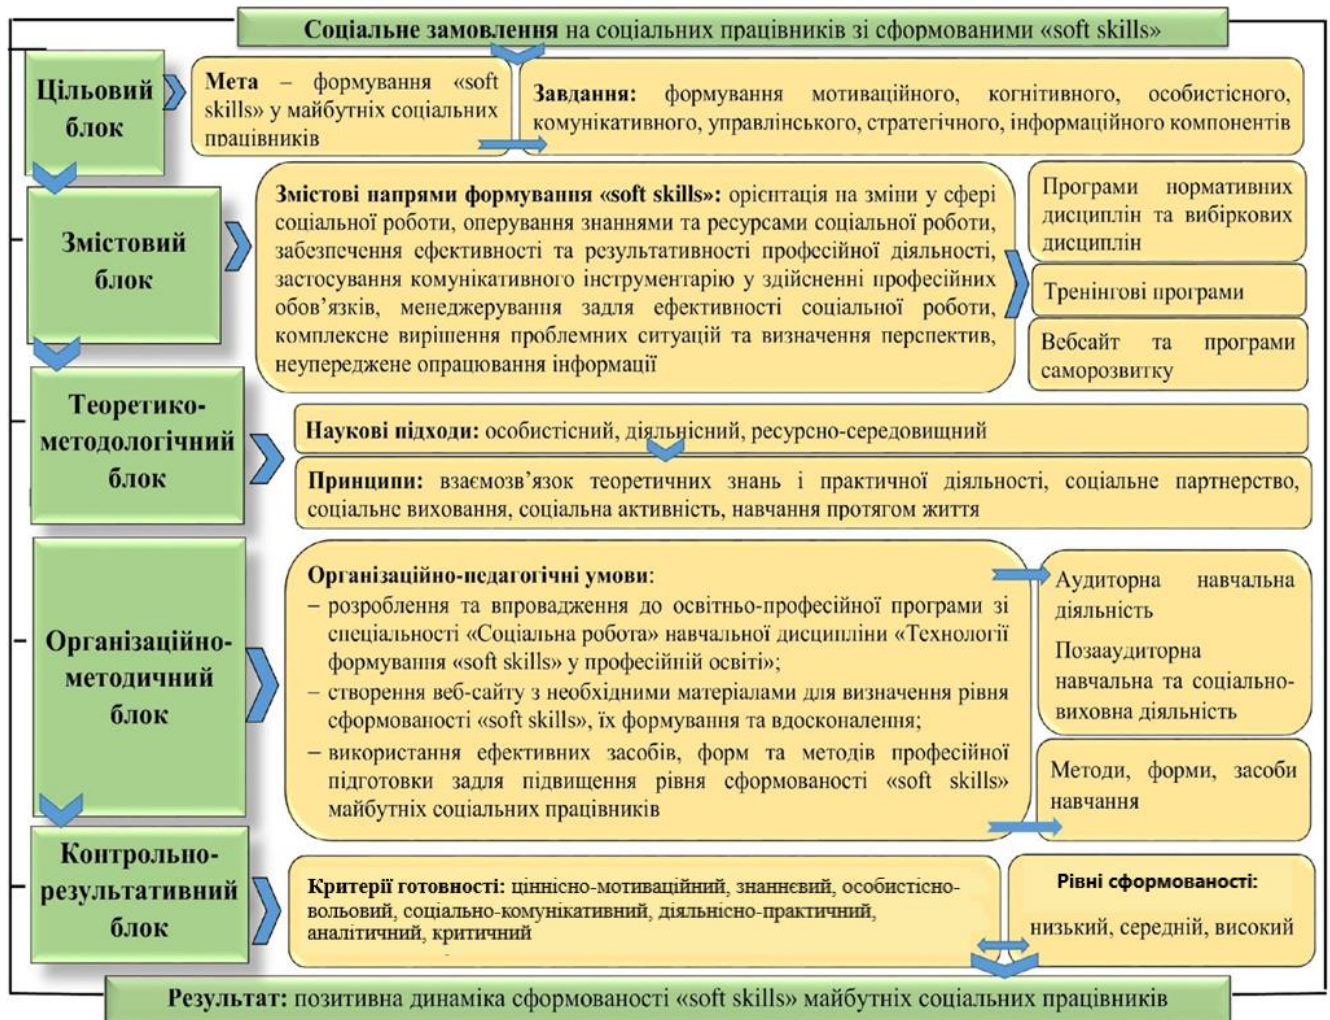 Соціальне замовлення на соціальних працівників зі сформованими «soft skills»
Цільовий
блок
Мета – формування «soft
skills» у майбутніх соціальних
працівників
Завдання: формування мотиваційного, когнітивного, особистісного,
комунікативного, управлінського, стратегічного, інформаційного компонентів
Змістовий
блок
Змістові напрями формування «soft skills»: орієнтація на зміни у сфері
соціальної роботи, оперування знаннями та ресурсами соціальної роботи,
забезпечення ефективності та результативності професійної діяльності,
застосування комунікативного інструментарію у здійсненні професійних
обов’язків, менеджерування задля ефективності соціальної роботи,
комплексне вирішення проблемних ситуацій та визначення перспектив,
неупереджене опрацювання інформації
Програми нормативних
дисциплін та вибіркових
дисциплін
Тренінгові програми
Вебсайт та програми
саморозвитку
Теоретико-
методологічний
блок
Наукові підходи: особистісний, діяльнісний, ресурсно-середовищний
Принципи: взаємозв’язок теоретичних знань і практичної діяльності, соціальне партнерство,
соціальне виховання, соціальна активність, навчання протягом життя
Організаційно-
методичний
блок
Організаційно-педагогічні умови:
– розроблення та впровадження до освітньо-професійної програми зі
спеціальності «Соціальна робота» навчальної дисципліни «Технології
формування «soft skills» у професійній освіті»;
– створення веб-сайту з необхідними матеріалами для визначення рівня
сформованості «soft skills», їх формування та вдосконалення;
– використання ефективних засобів, форм та методів професійної
підготовки задля підвищення рівня сформованості «soft skills»
майбутніх соціальних працівників
Аудиторна навчальна
діяльність
Позааудиторна
навчальна та соціально-
виховна діяльність
Методи, форми, засоби
навчання
Контрольно-
результативний
блок
Критерії готовності: ціннісно-мотиваційний, знаннєвий, особистісно-
вольовий, соціально-комунікативний, діяльнісно-практичний,
аналітичний, критичний
Рівні сформованості:
низький, середній, високий
Результат: позитивна динаміка сформованості «soft skills» майбутніх соціальних працівників